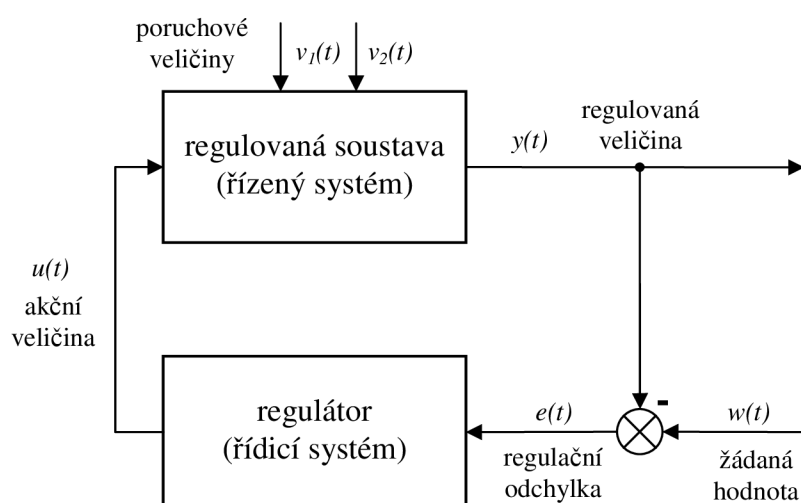 poruchové
veličiny
v1(t)
v2(t)
regulovaná soustava
(řízený systém)
y(t)
regulovaná
veličina
u(t)
akční
veličina
regulátor
(řídicí systém)
e(t)
regulační
odchylka
-
w(t)
žádaná
hodnota